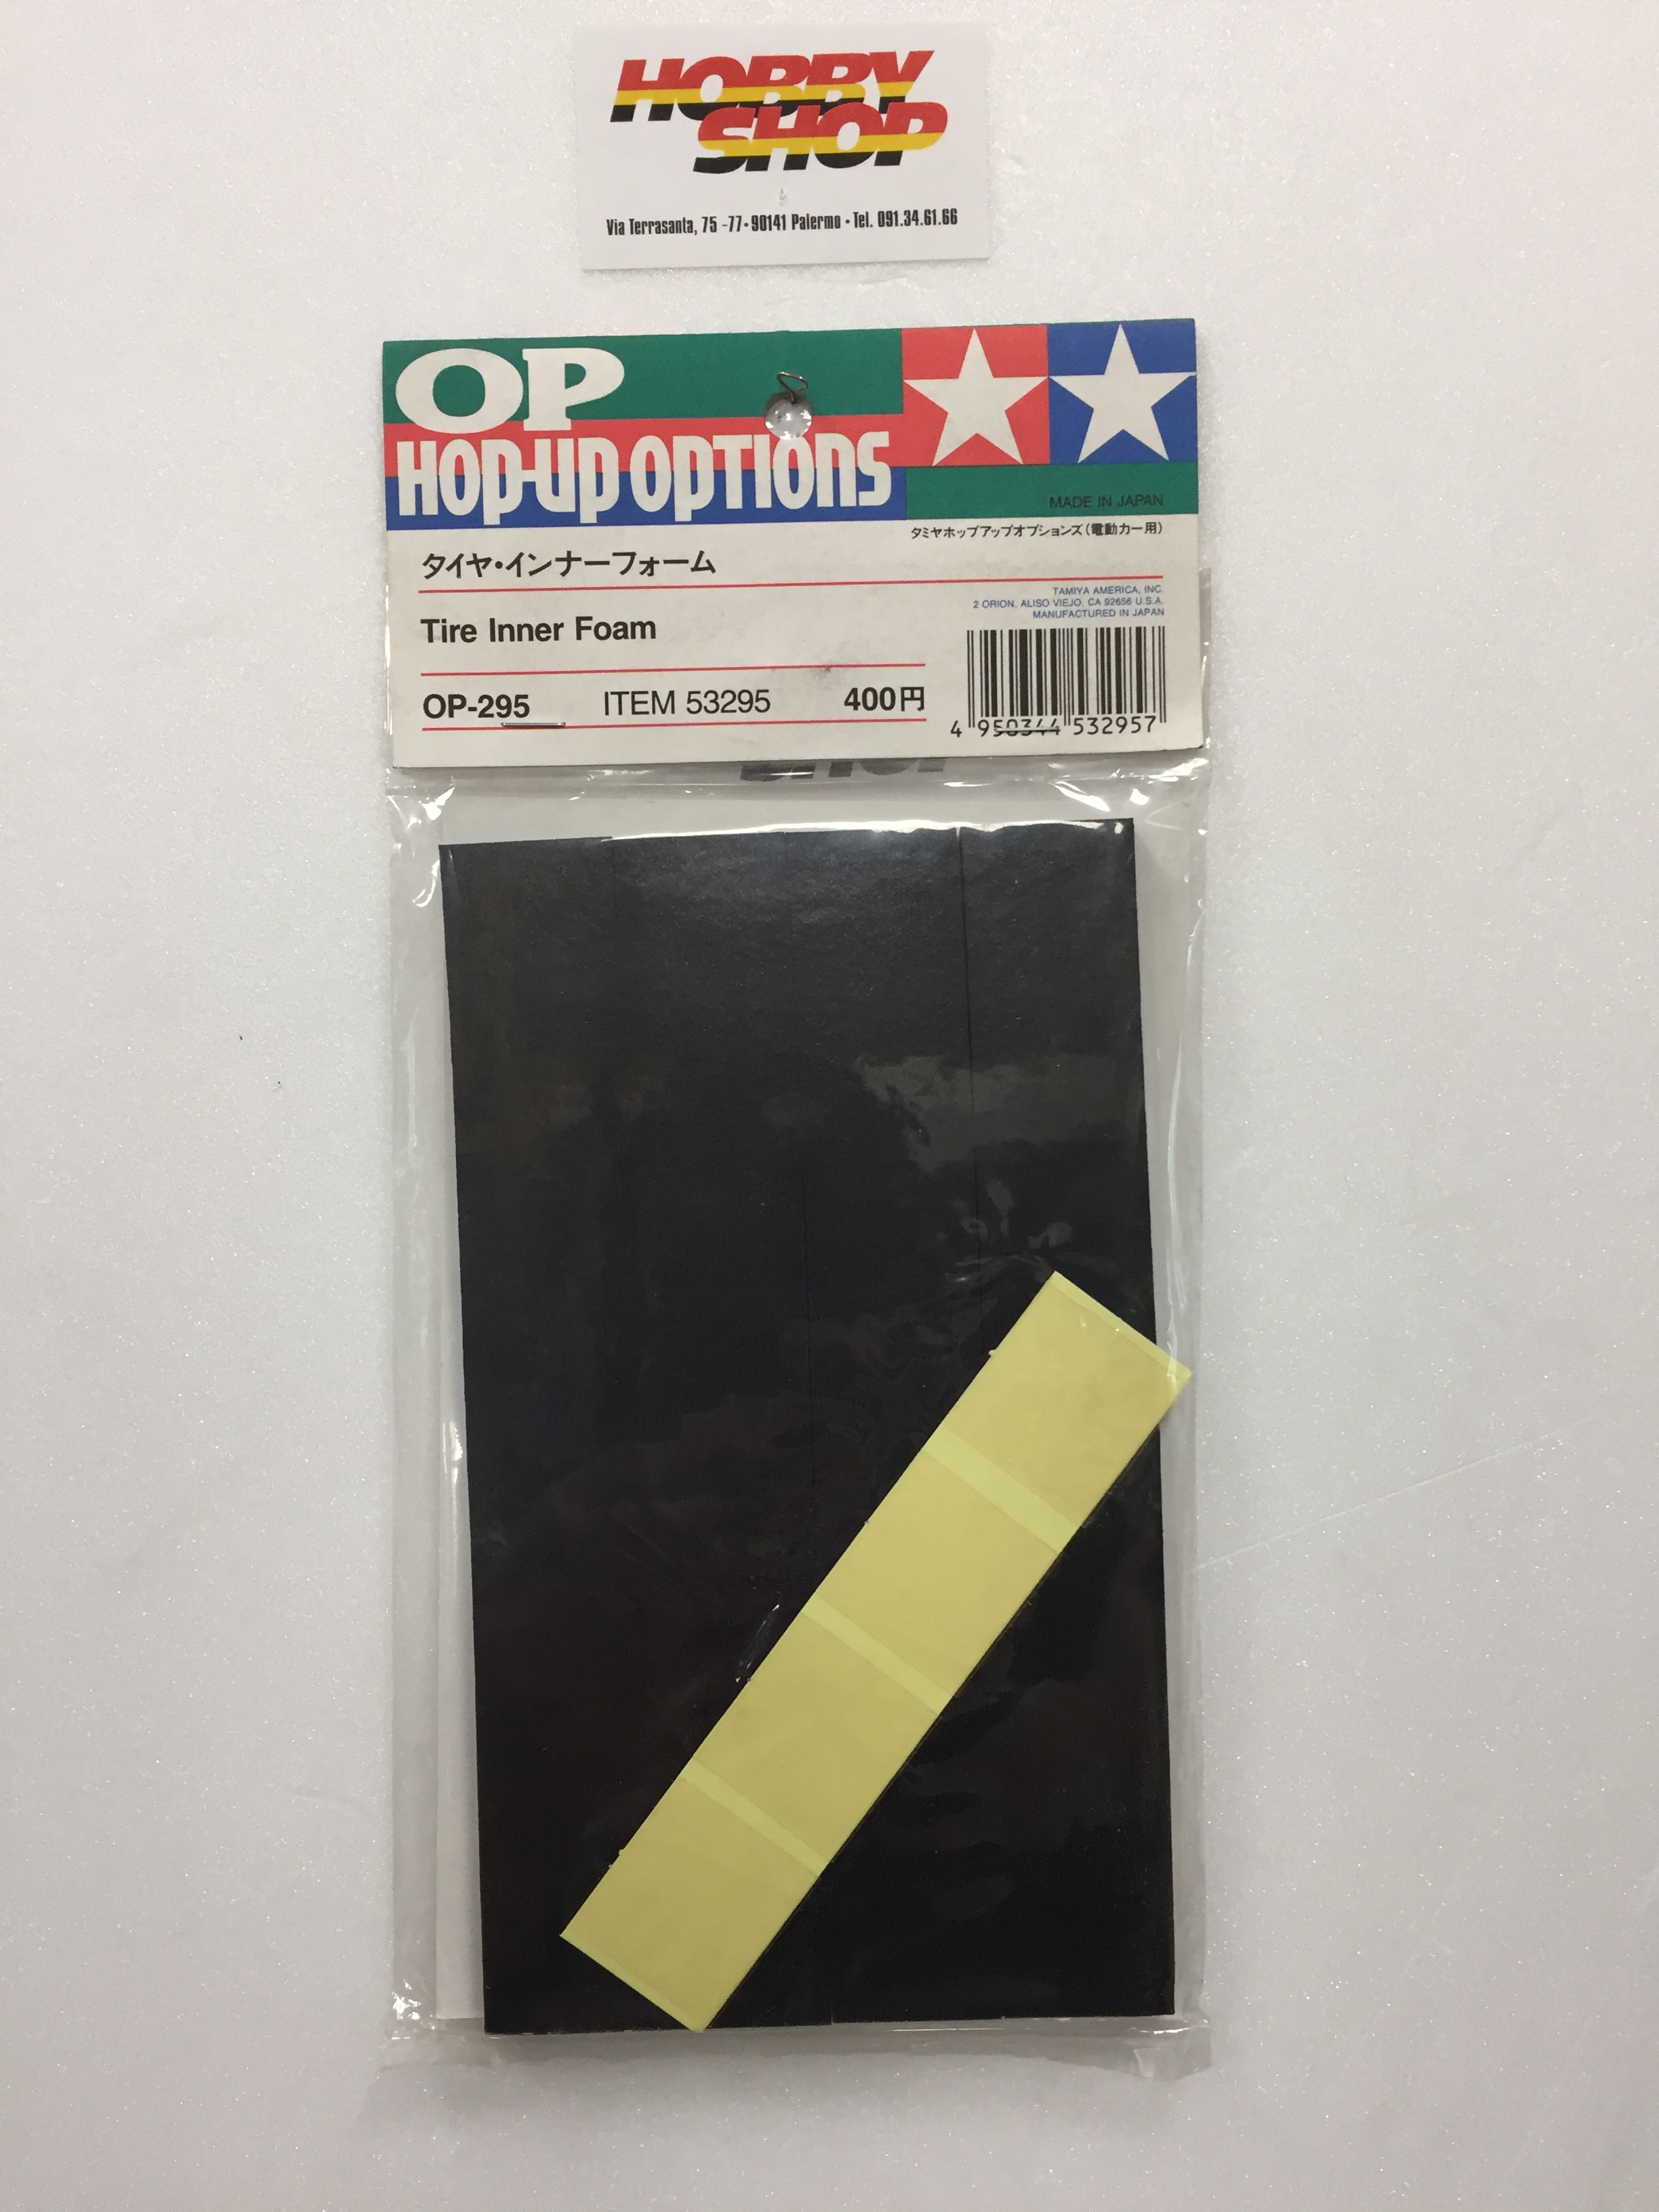 HOBBY
SHOP
Via Terrasanta, 75 -77• 90141 Palermo • Tel. 091.34.61.66
OP
HOP-UP OPTIONS
MADE IN JAPAN
タミヤホップアップオプションズ（電動カー用）
タイヤ・インナーフォーム
TAMIYA AMERICA, INC.
2 ORION, ALISO VIEJO, CA 92656 U.S.A.
MANUFACTURED IN JAPAN
Tire Inner Foam
OP-295 ITEM 53295 400円
4 950344 532957
SHOP